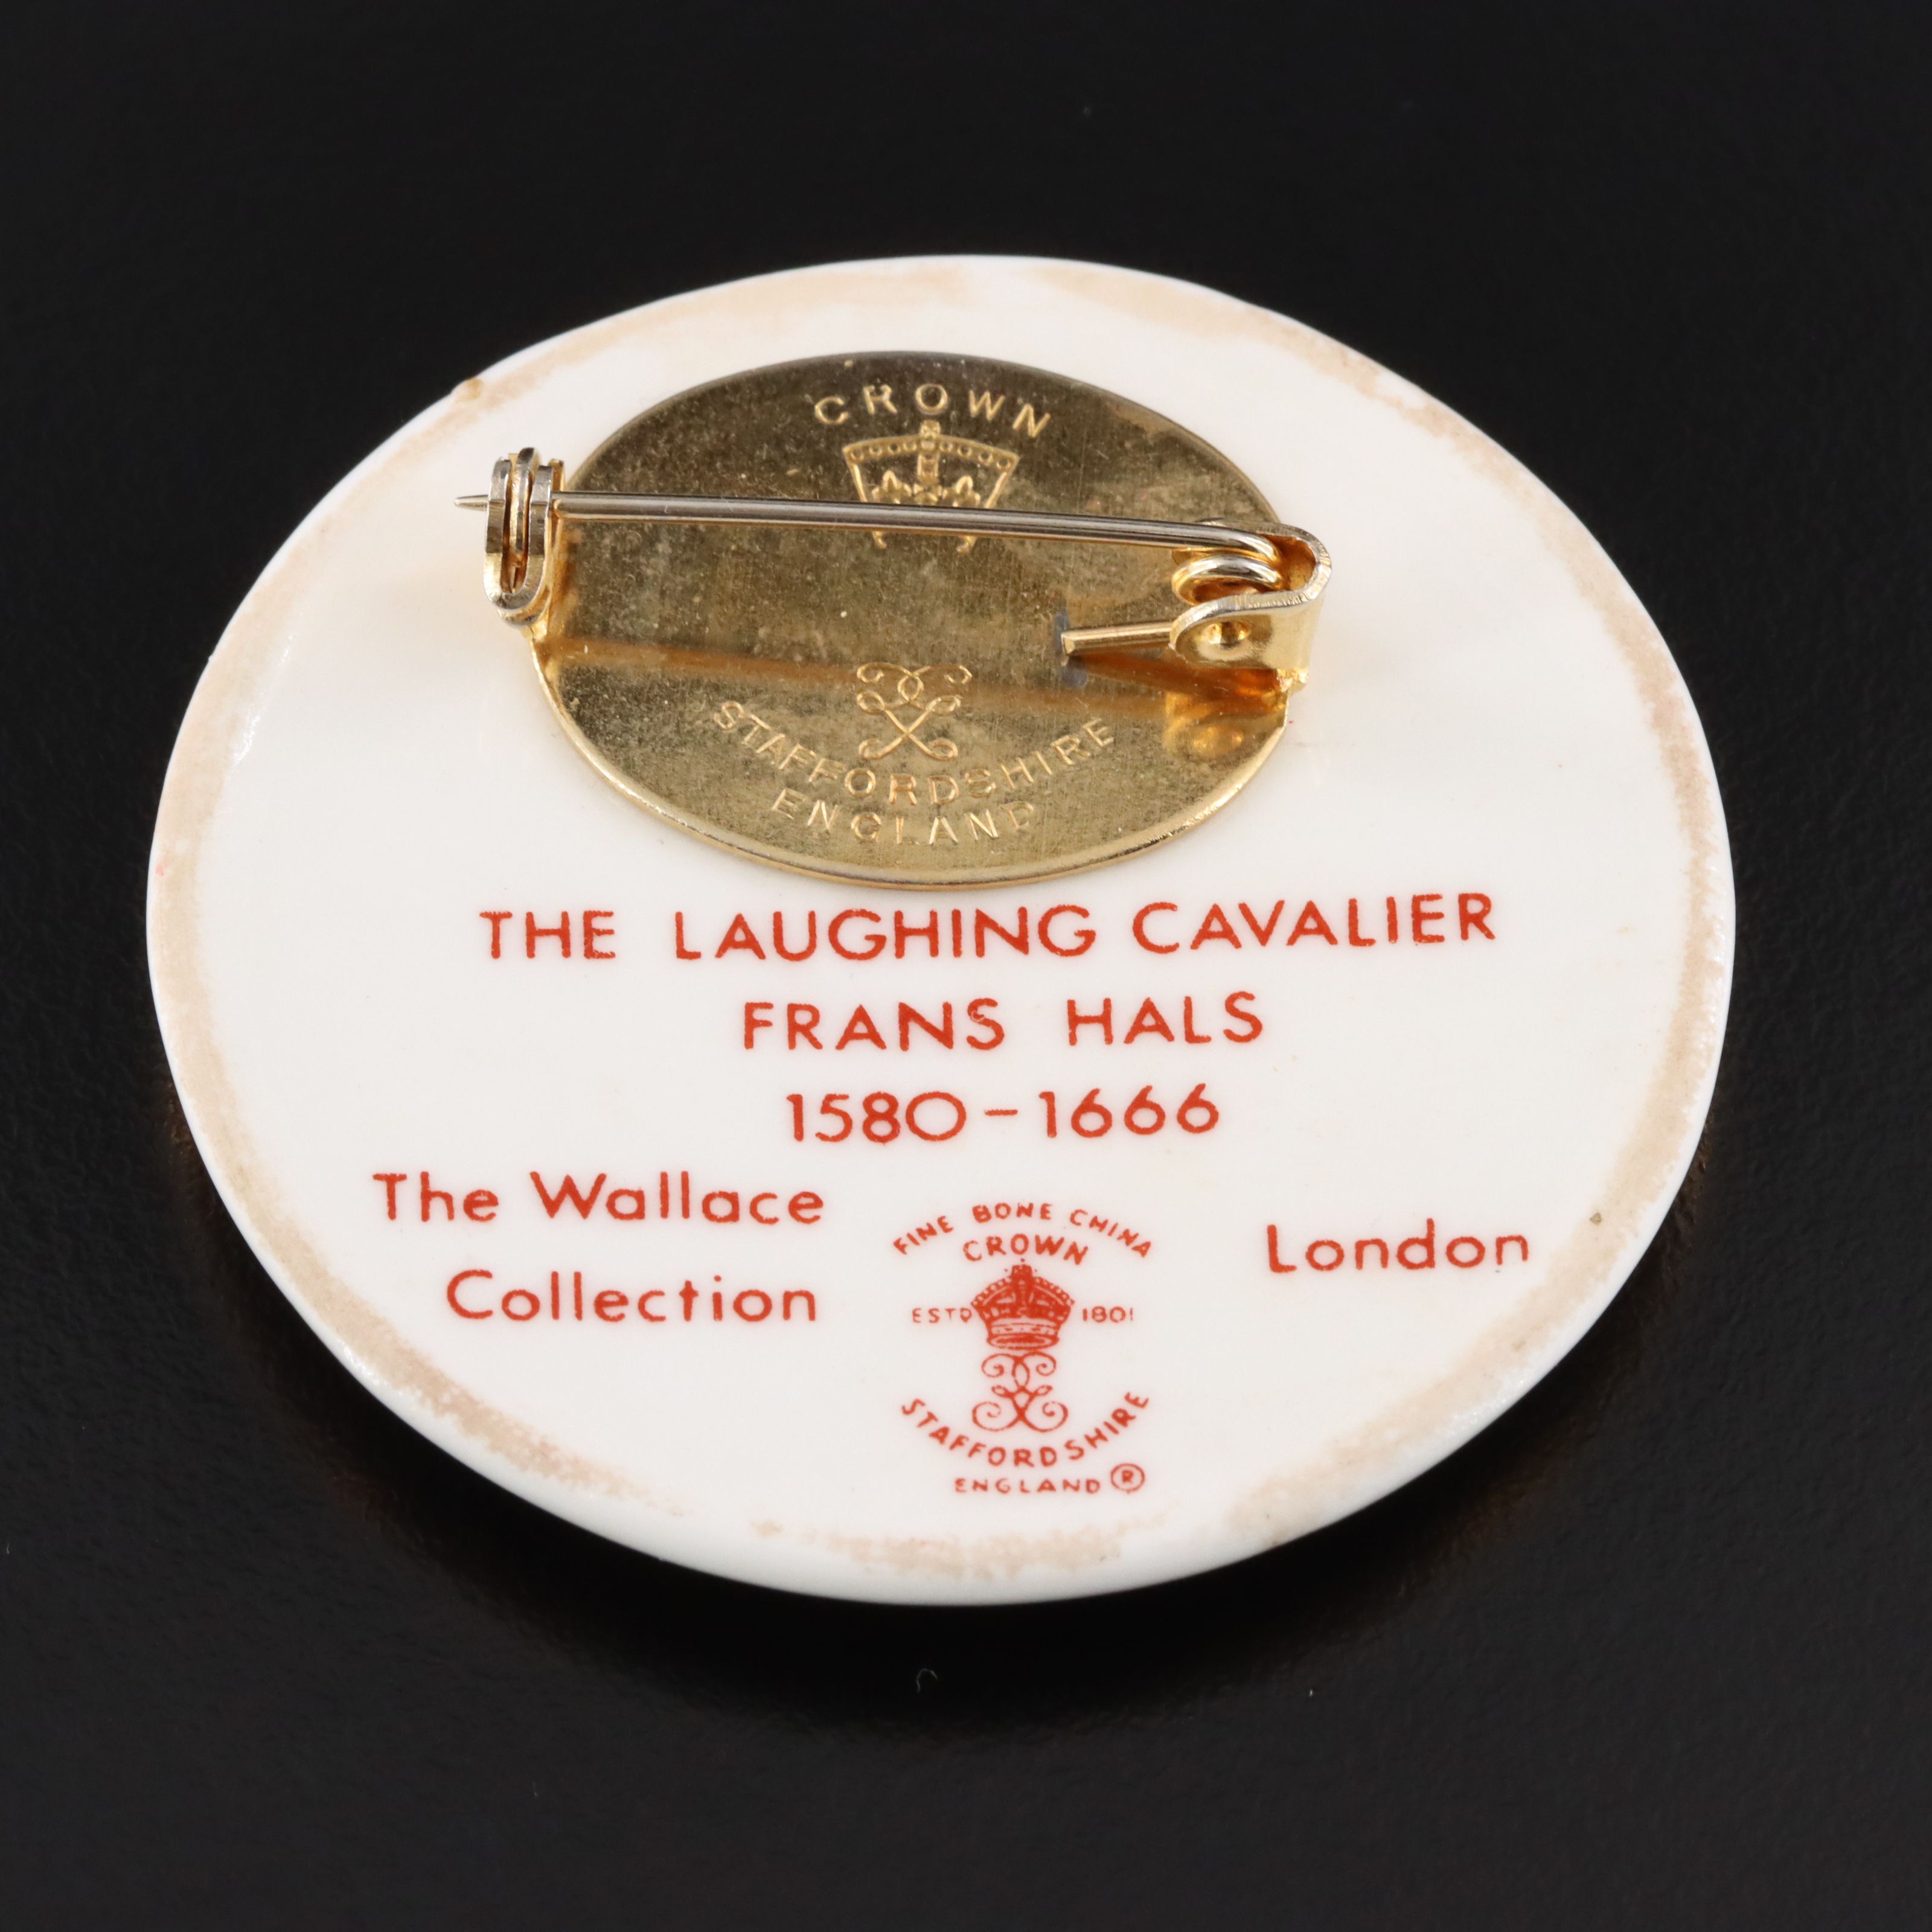 CROWN
STAFFORDSHIRE
ENGLAND
THE LAUGHING CAVALIER
FRANS HALS
1580-1666
The Wallace
Collection
London
FINE BONE CHINA
CROWN
ESTD 1801
STAFFORDSHIRE
ENGLAND ®